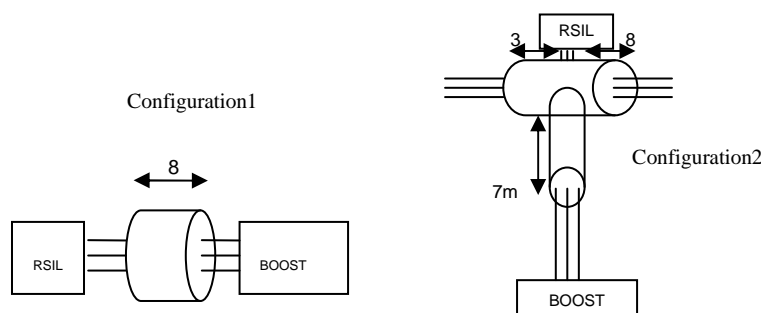 Configuration1
8
RSIL
BOOST
RSIL
3
8
Configuration2
7m
BOOST